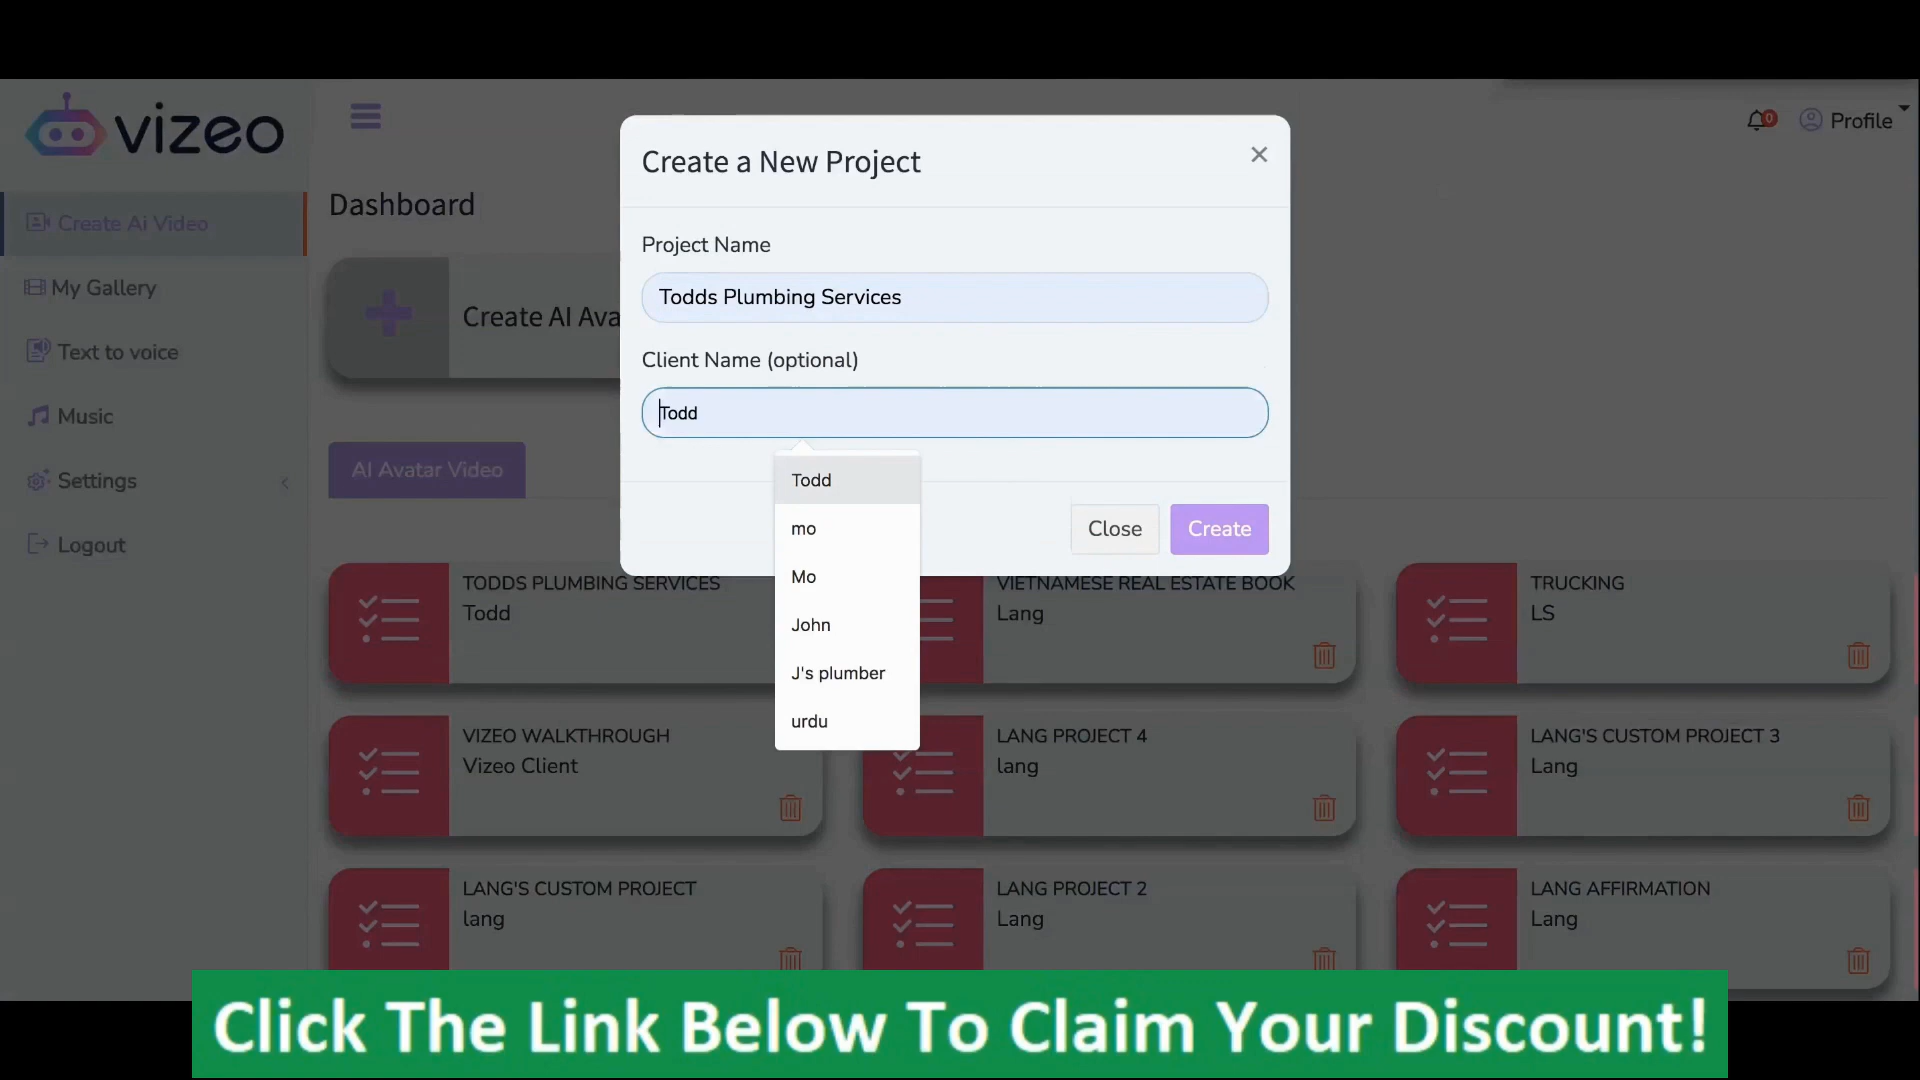 vizeo
0
Profile
Create Ai Video
My Gallery
Text to voice
Music
Settings
Logout
Dashboard
Create AI Ava
AI Avatar Video
Create a New Project
Project Name
Todds Plumbing Services
Client Name (optional)
Todd
Todd
mo
Mo
John
J's plumber
urdu
Close
Create
TODDS PLUMBING SERVICES
Todd
VIETNAMESE REAL ESTATE BOOK
Lang
TRUCKING
LS
VIZEO WALKTHROUGH
Vizeo Client
LANG PROJECT 4
lang
LANG'S CUSTOM PROJECT 3
Lang
LANG'S CUSTOM PROJECT
lang
LANG PROJECT 2
Lang
LANG AFFIRMATION
Lang
Click The Link Below To Claim Your Discount!